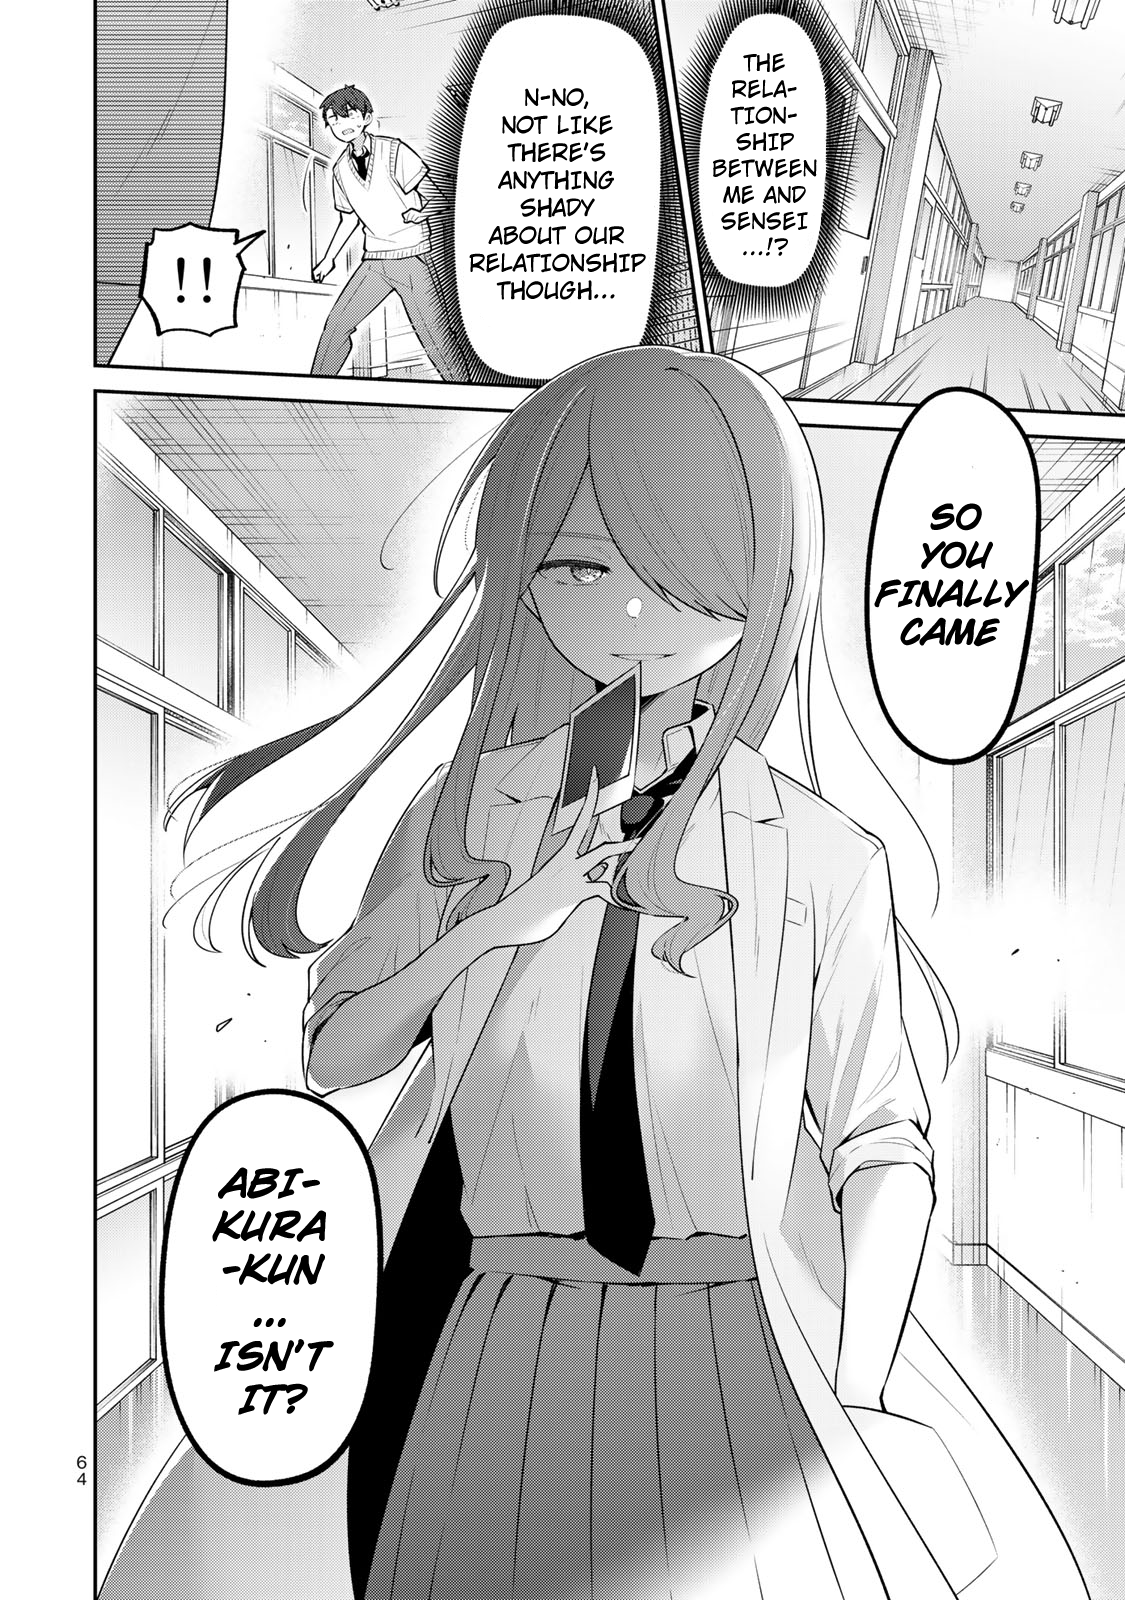 THE
RELA-
TION-
SHIP
BETWEEN
ME AND
SENSEI
...!?
N-NO,
NOT LIKE
THERE'S
ANYTHING
SHADY
ABOUT OUR
RELATIONSHIP
THOUGH...
!!
SO
YOU
FINALLY
CAME
ABI-
KURA
-KUN
...
ISN'T
IT?
64